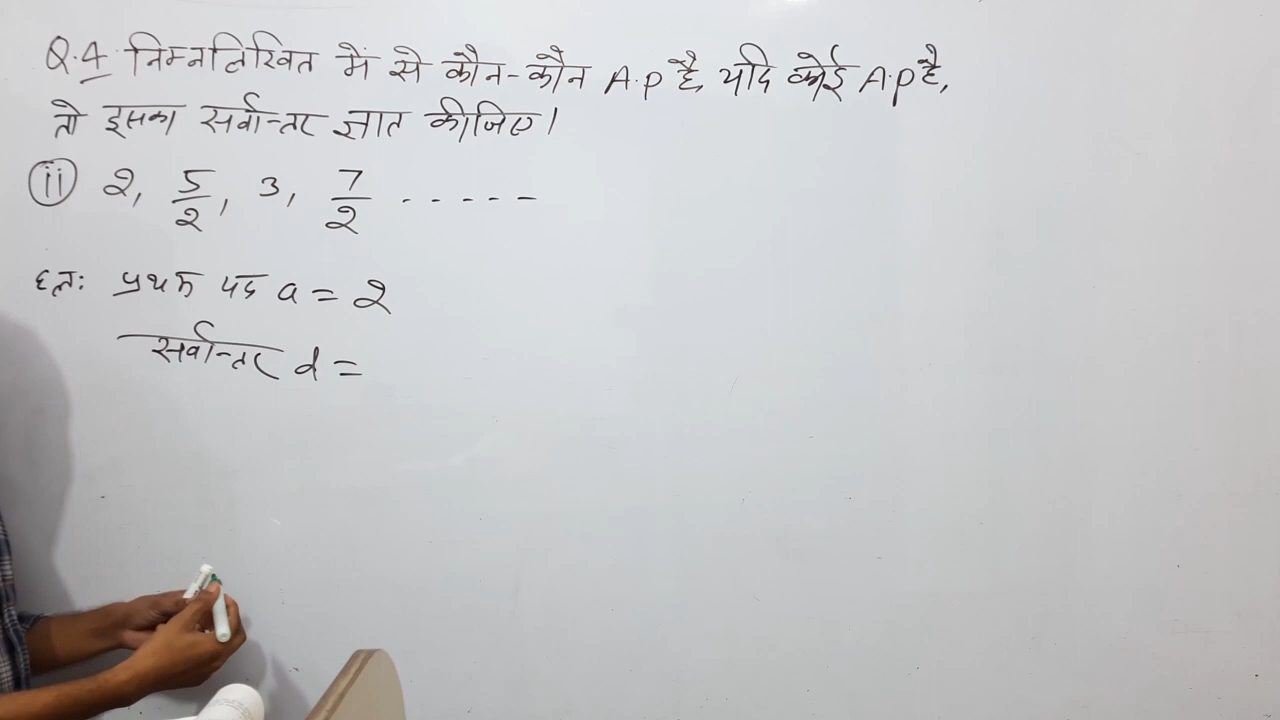 Q.4 निम्नलिखित में से कौन-कौन A.P है, यदि कोई A.P है,
तो इसका सर्वान्तर ज्ञात कीजिए।
(ii) 2, 5/2, 3, 7/2 -----
हल: प्रथम पद a = 2
सर्वान्तर d =